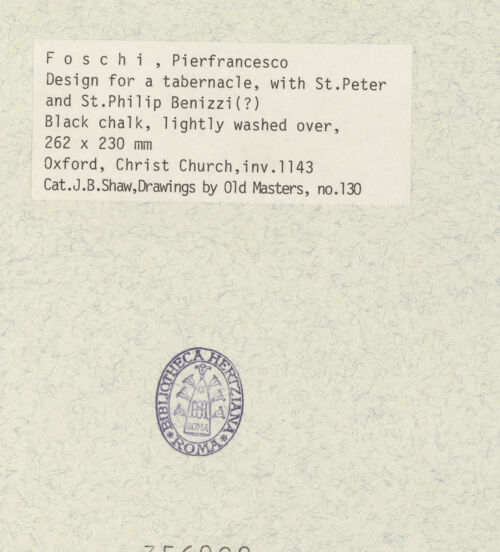 F o s c h i , Pierfrancesco
Design for a tabernacle, with St.Peter
and St.Philip Benizzi(?)
Black chalk, lightly washed over,
262 x 230 mm
Oxford, Christ Church,inv.1143
Cat.J.B.Shaw,Drawings by Old Masters, no.130
BIBLIOTHECA HERTZIANA
ROMA
* ROMA *